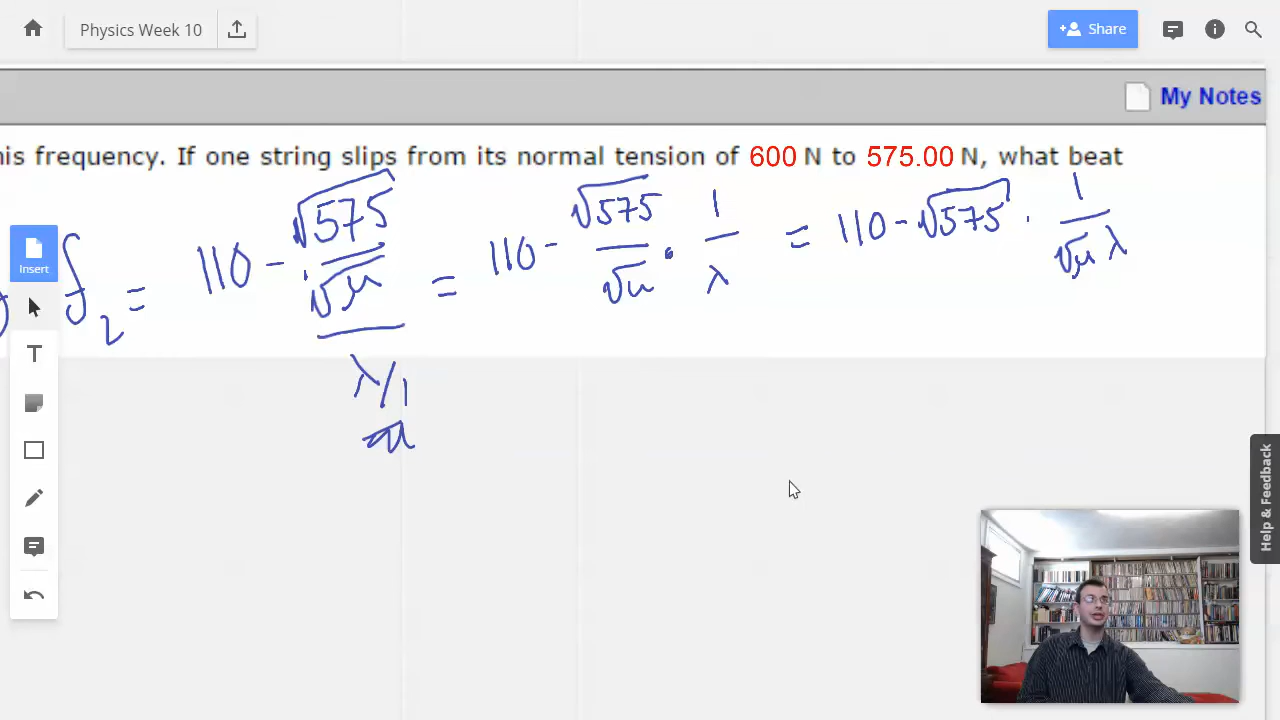 Physics Week 10
Share
My Notes
his frequency. If one string slips from its normal tension of 600 N to 575.00 N, what beat
f₂ = 110 - √575/√μ / λ/1 = 110 - √575/√μ · 1/λ = 110 - √575 · 1/√μ λ
Insert
T
Help & Feedback